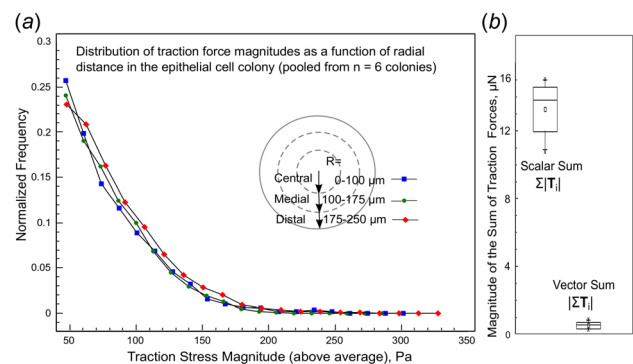 (a)
Distribution of traction force magnitudes as a function of radial
distance in the epithelial cell colony (pooled from n = 6 colonies)
Normalized Frequency
0.3
0.25
0.2
0.15
0.1
0.05
0
R=
Central
0-100 µm
Medial
100-175 µm
Distal
175-250 µm
50
100
150
200
250
300
350
Traction Stress Magnitude (above average), Pa
(b)
Magnitude of the Sum of Traction Forces, µN
16
12
8
4
0
Scalar Sum
Σ|Tᵢ|
Vector Sum
|ΣTᵢ|